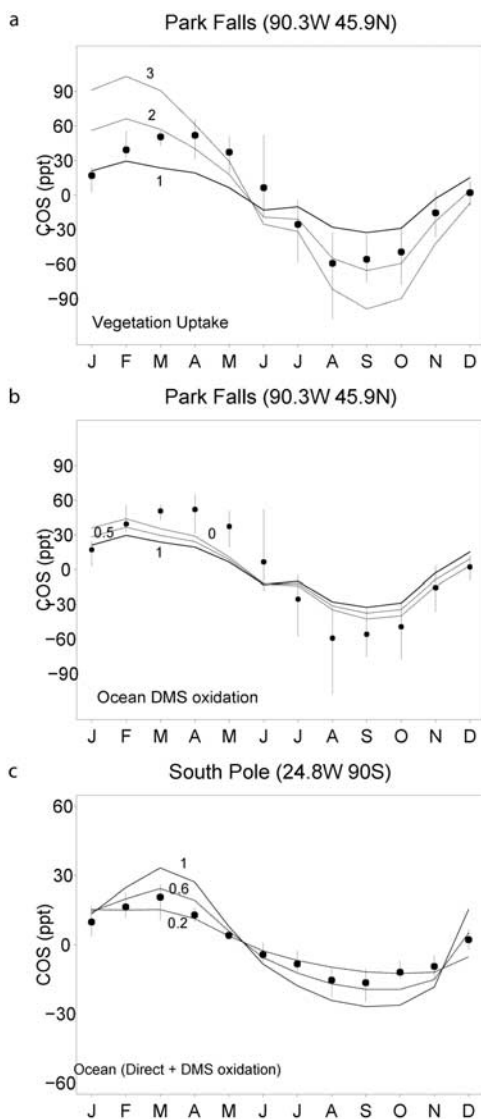 a
Park Falls (90.3W 45.9N)
90
60
30
0
−30
−60
−90
COS (ppt)
3
2
1
Vegetation Uptake
J F M A M J J A S O N D
b
Park Falls (90.3W 45.9N)
90
60
30
0
−30
−60
−90
COS (ppt)
0.5
0
1
Ocean DMS oxidation
J F M A M J J A S O N D
c
South Pole (24.8W 90S)
60
30
0
−30
−60
COS (ppt)
1
0.6
0.2
Ocean (Direct + DMS oxidation)
J F M A M J J A S O N D